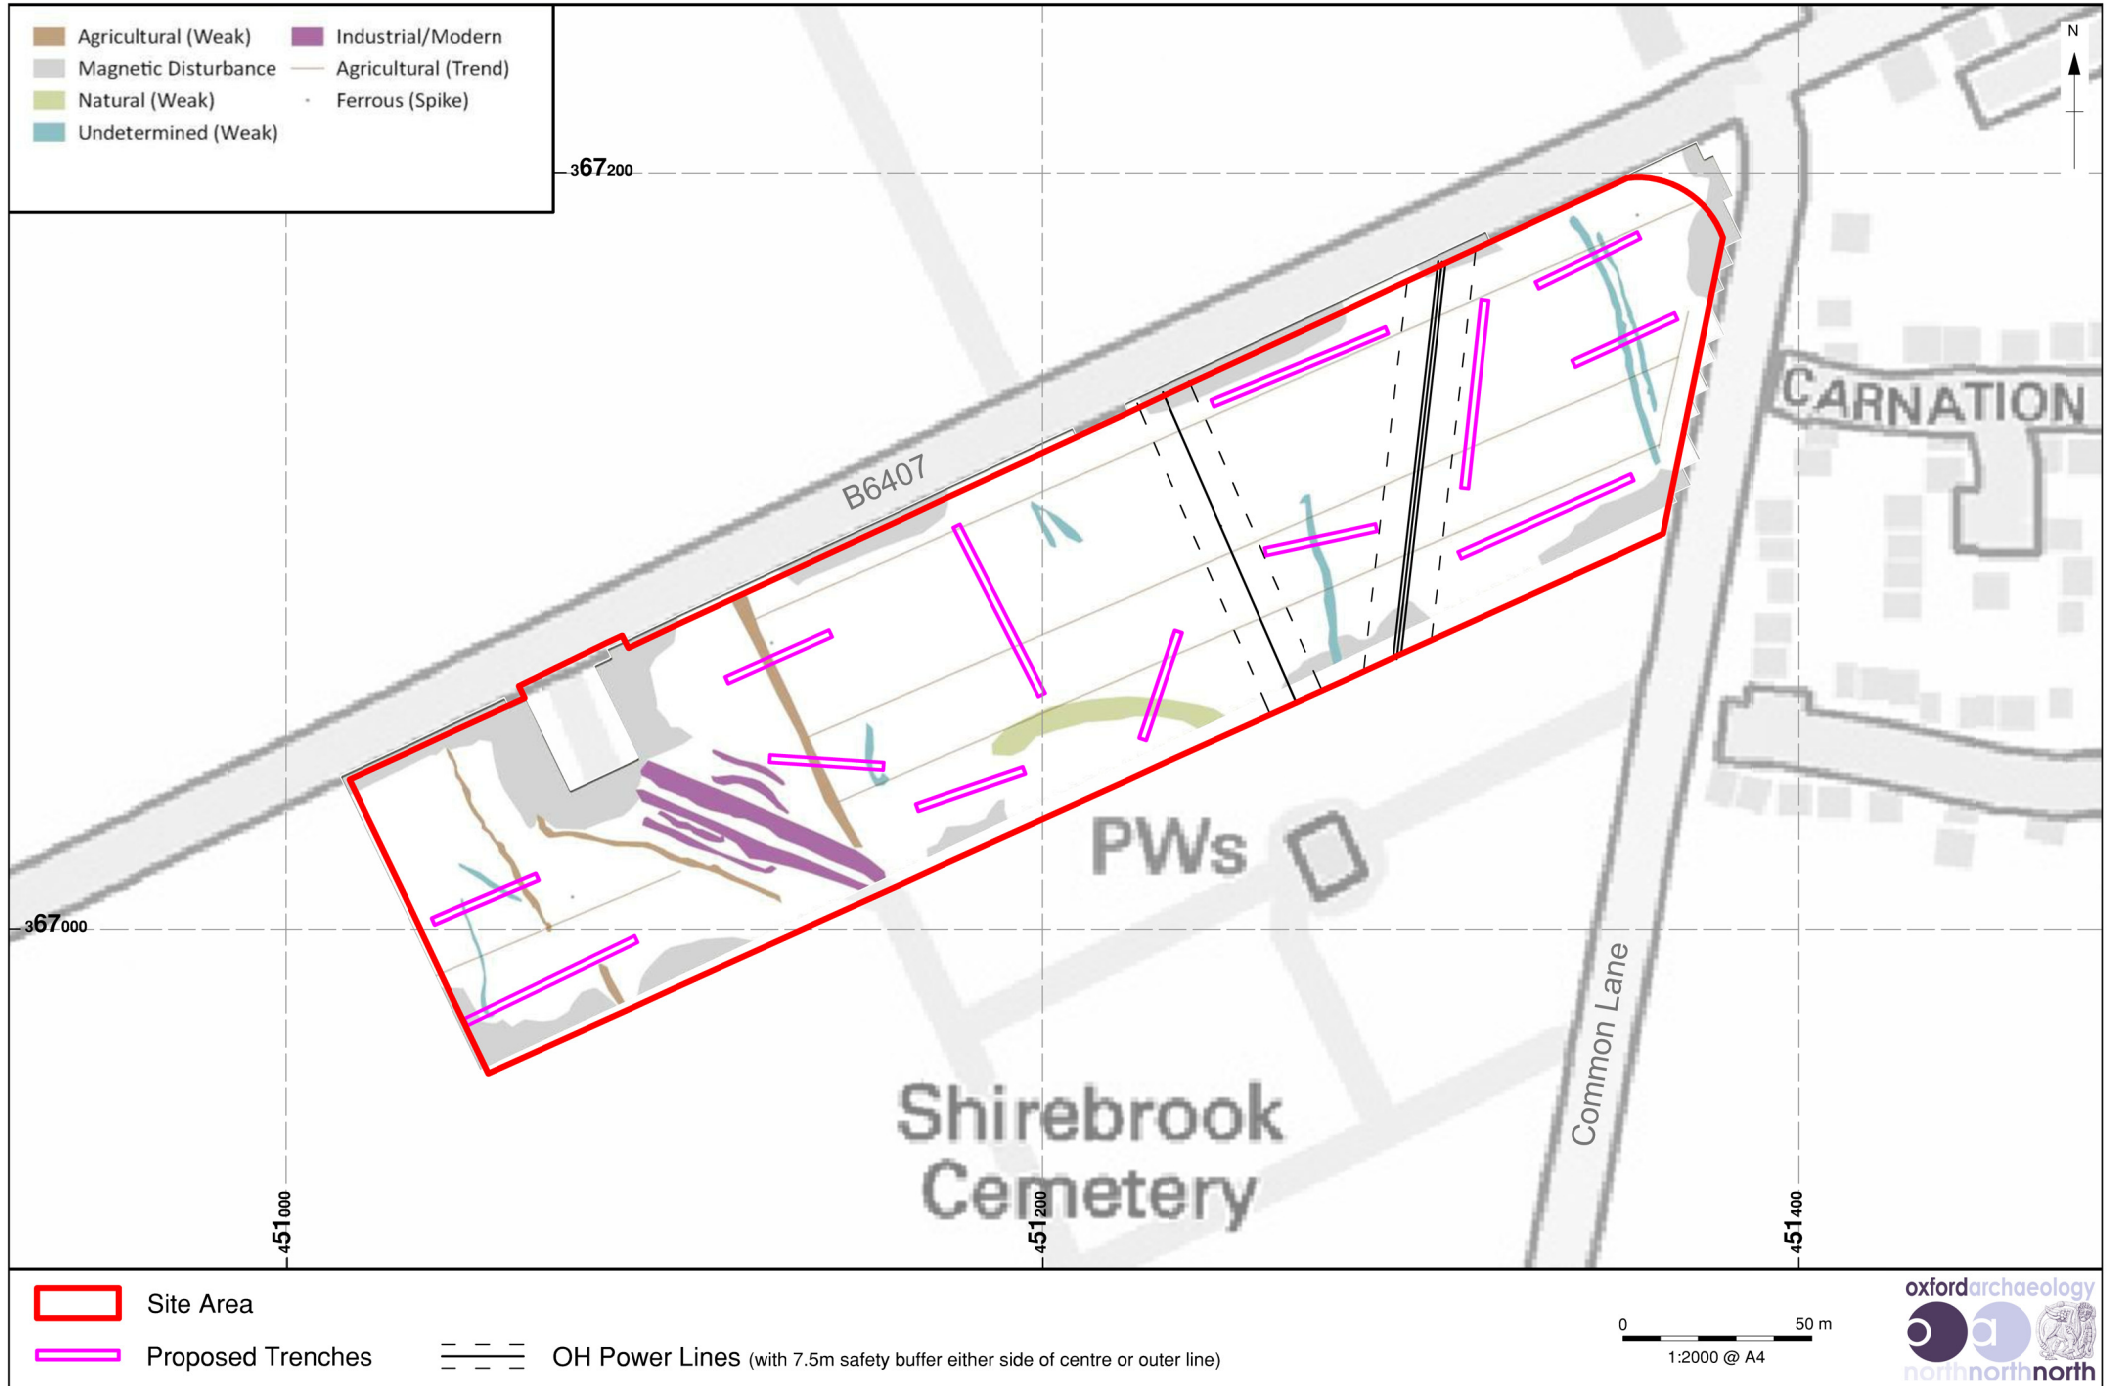 Agricultural (Weak)
Industrial/Modern
Magnetic Disturbance
Agricultural (Trend)
Natural (Weak)
Ferrous (Spike)
Undetermined (Weak)
N
367200
CARNATION
B6407
PWs
367000
Common Lane
Shirebrook
Cemetery
451000
451200
451400
Site Area
Proposed Trenches
OH Power Lines (with 7.5m safety buffer either side of centre or outer line)
0
50 m
1:2000 @ A4
oxfordarchaeology
o a
northnorthnorth